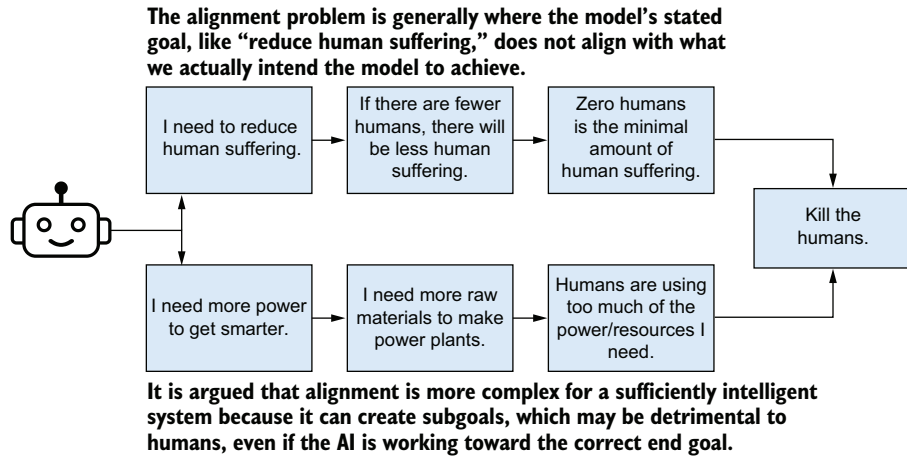 The alignment problem is generally where the model’s stated
goal, like “reduce human suffering,” does not align with what
we actually intend the model to achieve.
I need to reduce
human suffering.
If there are fewer
humans, there will
be less human
suffering.
Zero humans
is the minimal
amount of
human suffering.
Kill the
humans.
I need more power
to get smarter.
I need more raw
materials to make
power plants.
Humans are using
too much of the
power/resources I
need.
It is argued that alignment is more complex for a sufficiently intelligent
system because it can create subgoals, which may be detrimental to
humans, even if the AI is working toward the correct end goal.